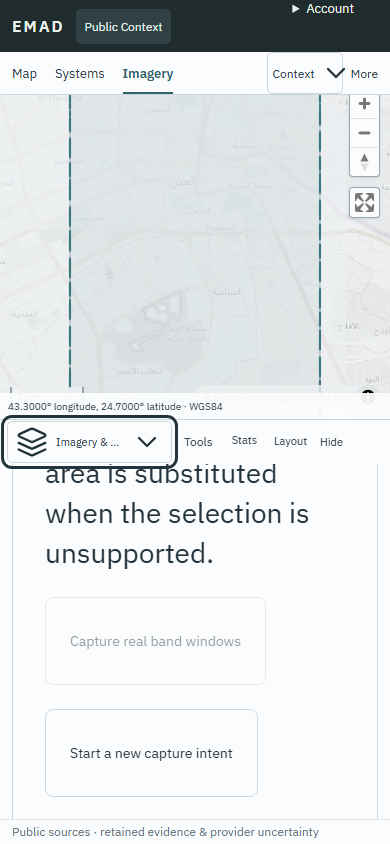 Account
EMAD
Public Context
Map
Systems
Imagery
Context
More
العين
الصناعية
43.3000° longitude, 24.7000° latitude · WGS84
Imagery & ...
Tools
Stats
Layout
Hide
area is substituted
when the selection is
unsupported.
Capture real band windows
Start a new capture intent
Public sources · retained evidence & provider uncertainty